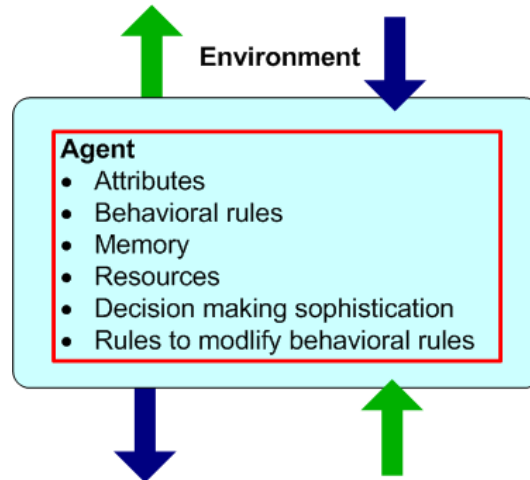 Environment
Agent
• Attributes
• Behavioral rules
• Memory
• Resources
• Decision making sophistication
• Rules to modlify behavioral rules